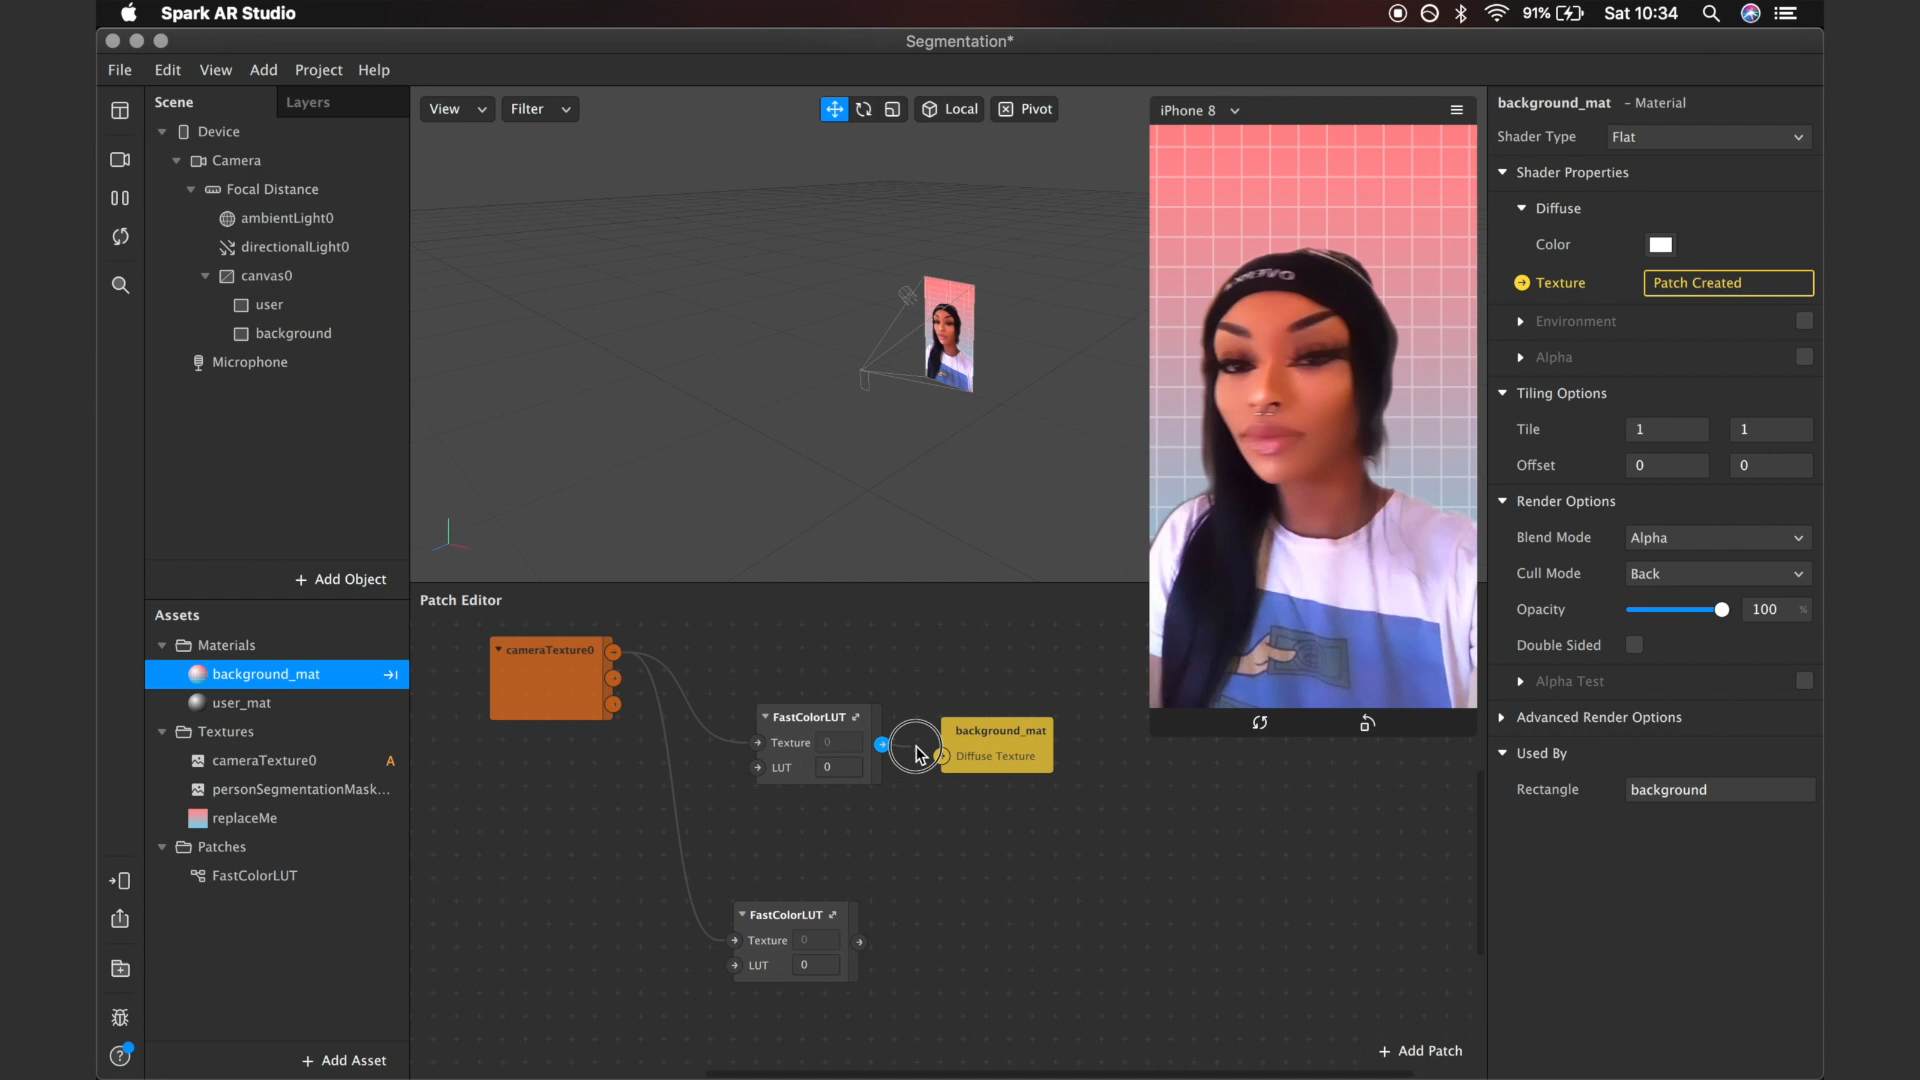 Spark AR Studio
91%
Sat 10:34
Segmentation*
File Edit View Add Project Help
Scene
Layers
Device
Camera
Focal Distance
ambientLight0
directionalLight0
canvas0
user
background
Microphone
+ Add Object
Assets
Materials
background_mat
user_mat
Textures
cameraTexture0 A
personSegmentationMask...
replaceMe
Patches
FastColorLUT
+ Add Asset
View
Filter
Local
Pivot
iPhone 8
Patch Editor
cameraTexture0
FastColorLUT
Texture 0
LUT 0
background_mat
Diffuse Texture
FastColorLUT
Texture 0
LUT 0
+ Add Patch
background_mat - Material
Shader Type Flat
Shader Properties
Diffuse
Color
Texture Patch Created
Environment
Alpha
Tiling Options
Tile 1 1
Offset 0 0
Render Options
Blend Mode Alpha
Cull Mode Back
Opacity 100 %
Double Sided
Alpha Test
Advanced Render Options
Used By
Rectangle background